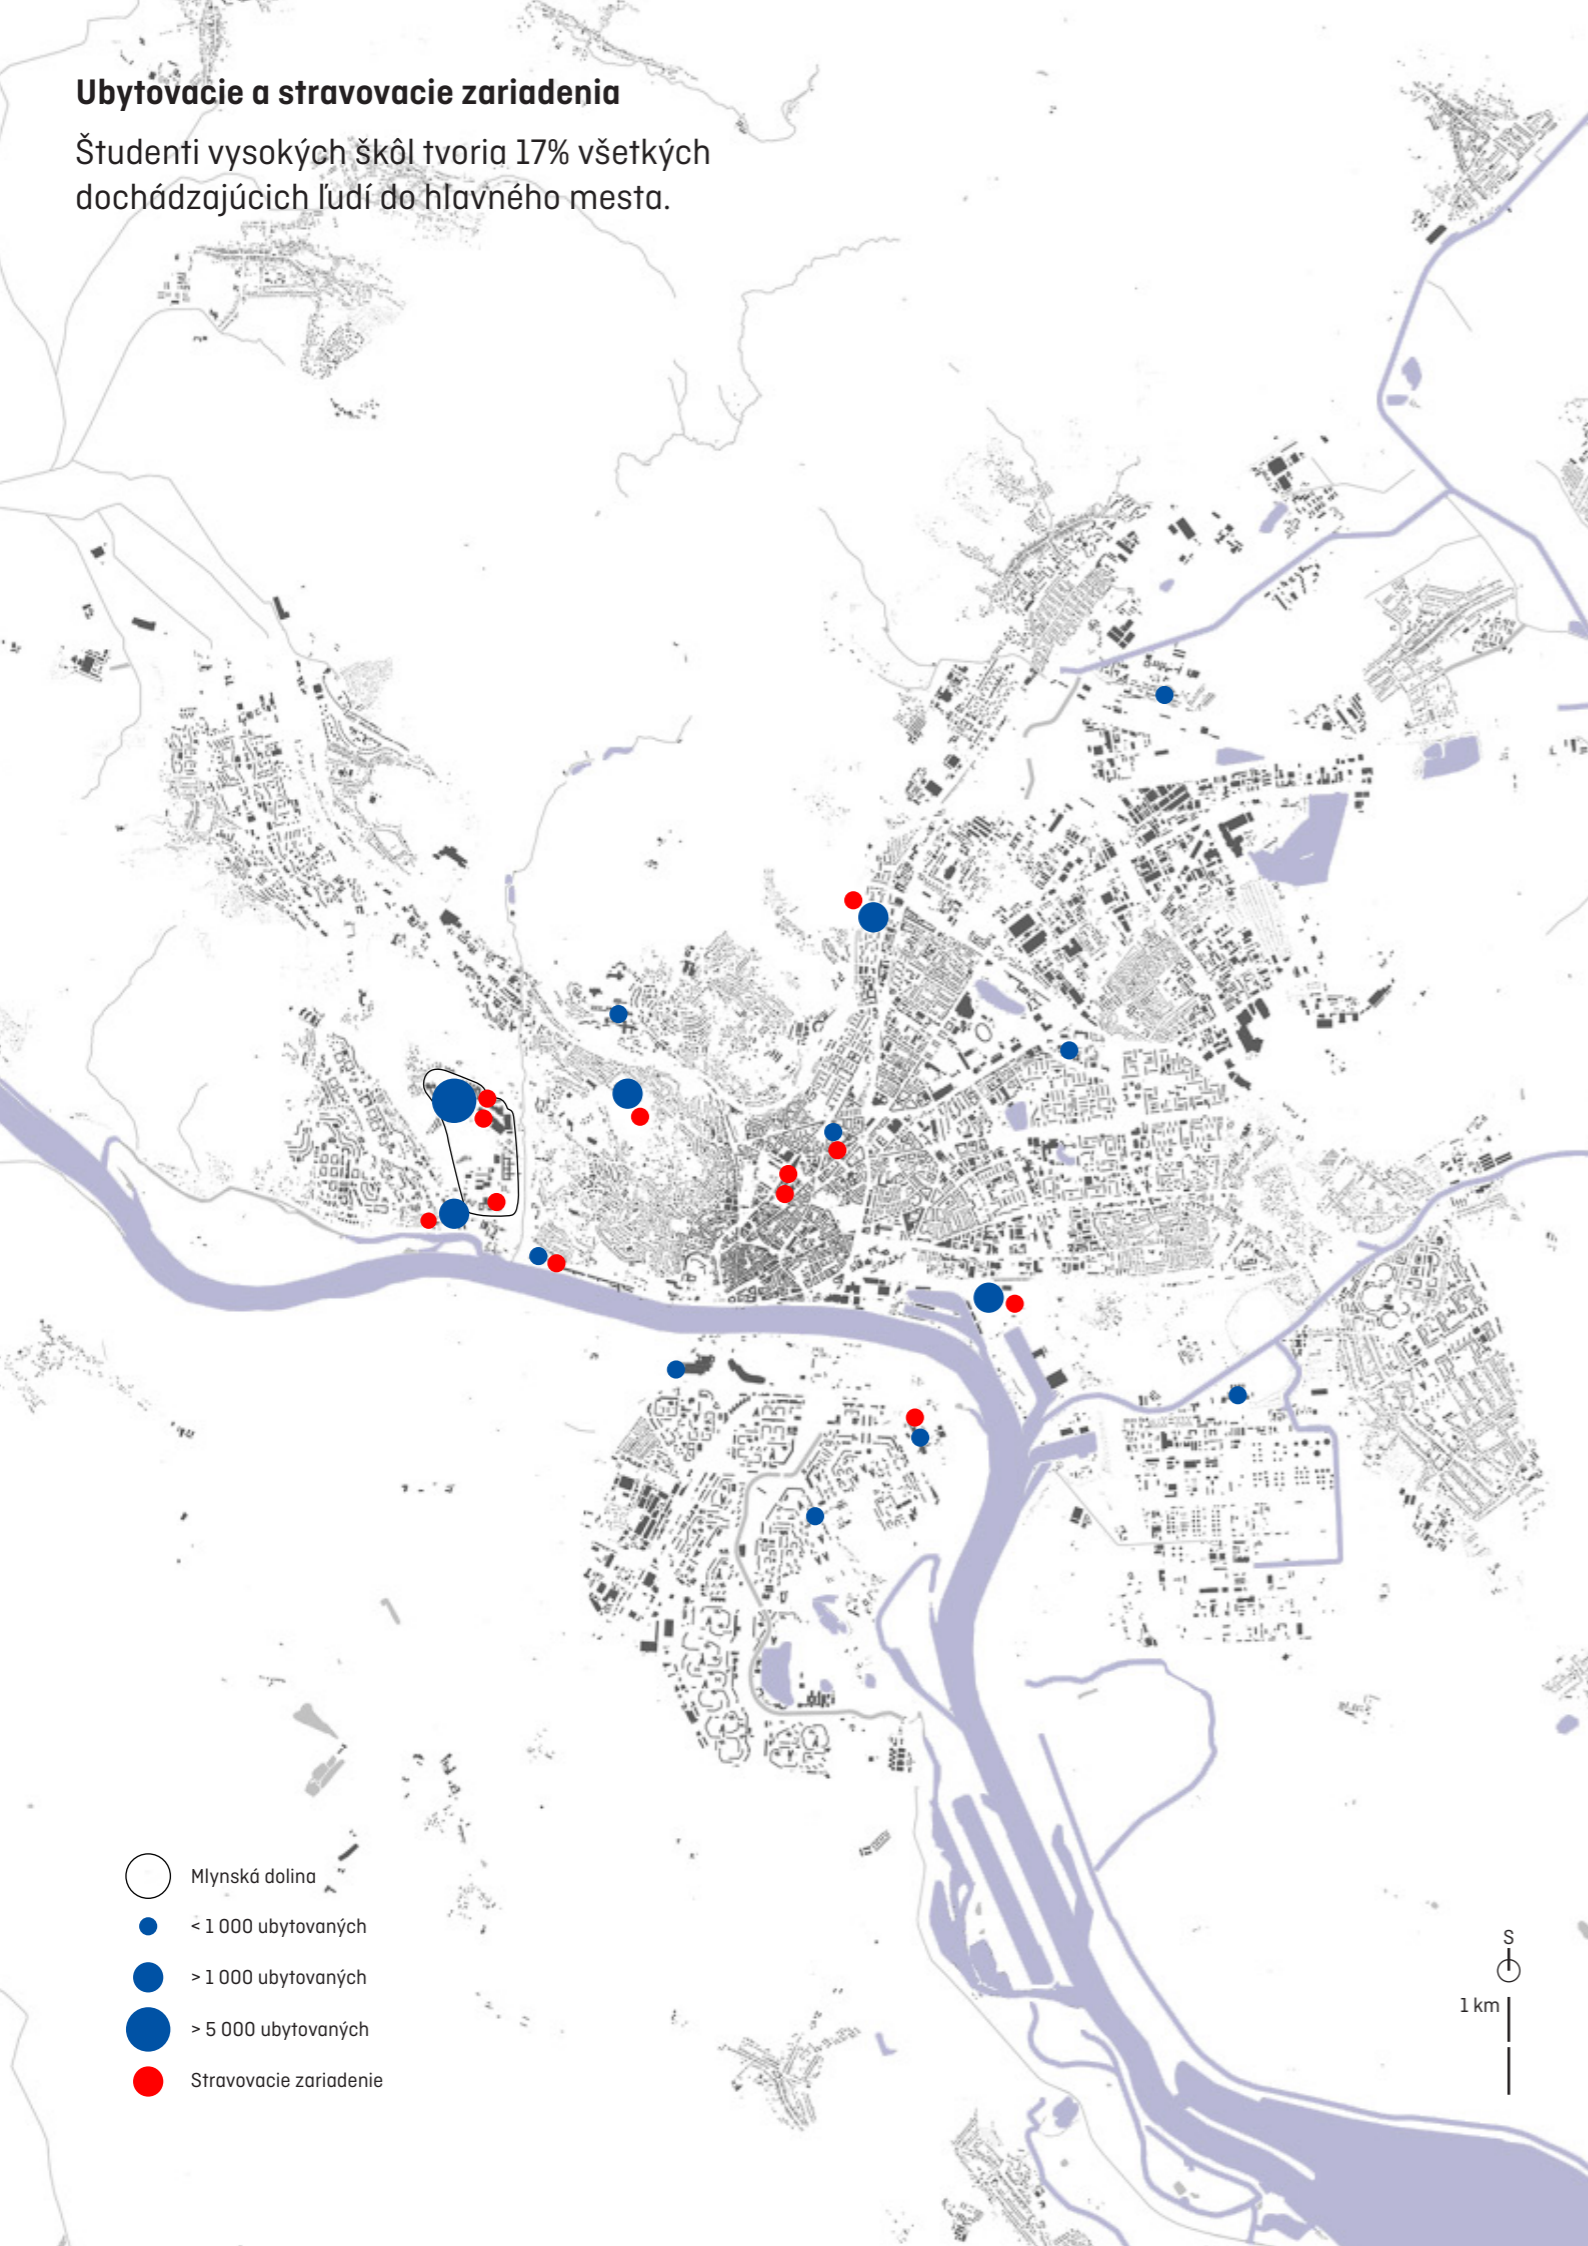 Ubytovacie a stravovacie zariadenia
Študenti vysokých škôl tvoria 17% všetkých
dochádzajúcich ľudí do hlavného mesta.
Mlynská dolina
< 1 000 ubytovaných
> 1 000 ubytovaných
> 5 000 ubytovaných
Stravovacie zariadenie
S
1 km